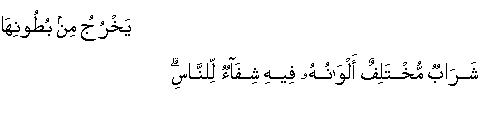 يَخْرُجُ مِنۢ بُطُونِهَا
شَرَابٌ مُّخْتَلِفٌ أَلْوَٰنُهُۥ فِيهِ شِفَآءٌ لِّلنَّاسِ ۗ